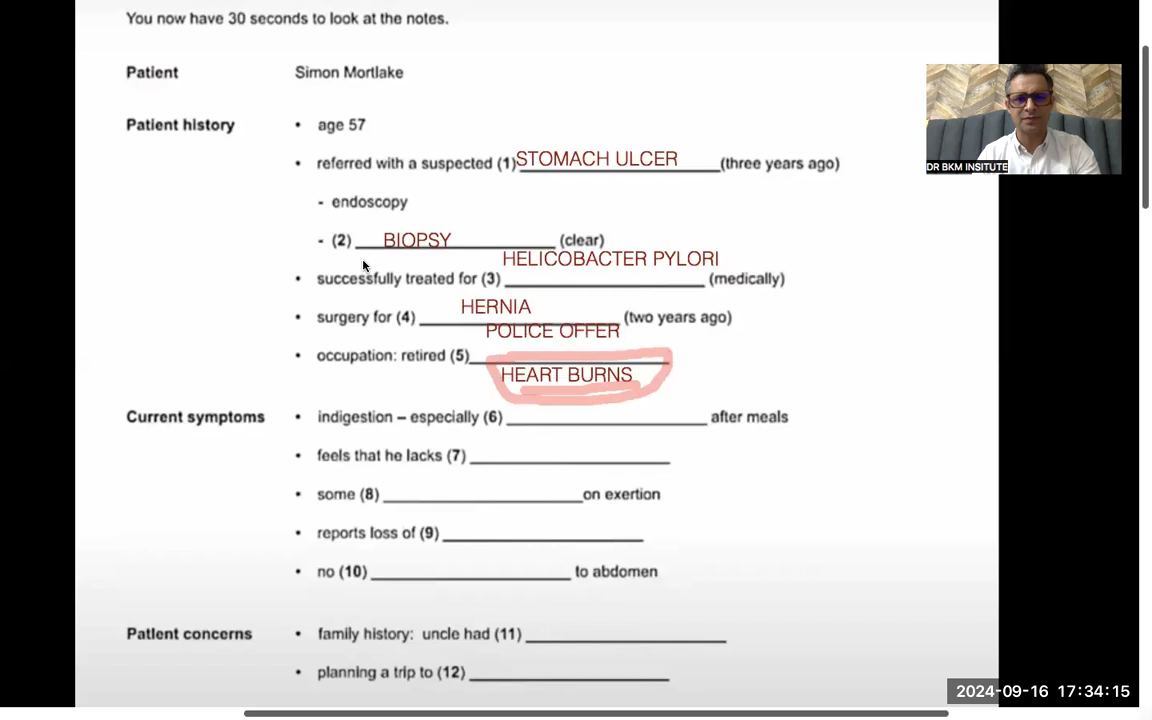 You now have 30 seconds to look at the notes.
Patient Simon Mortlake
Patient history • age 57
• referred with a suspected (1) STOMACH ULCER (three years ago)
- endoscopy
- (2) BIOPSY (clear)
HELICOBACTER PYLORI
• successfully treated for (3) (medically)
HERNIA
• surgery for (4) (two years ago)
POLICE OFFER
• occupation: retired (5)
HEART BURNS
Current symptoms • indigestion – especially (6) after meals
• feels that he lacks (7)
• some (8) on exertion
• reports loss of (9)
• no (10) to abdomen
Patient concerns • family history: uncle had (11)
• planning a trip to (12)
DR BKM INSITUTE
2024-09-16 17:34:15